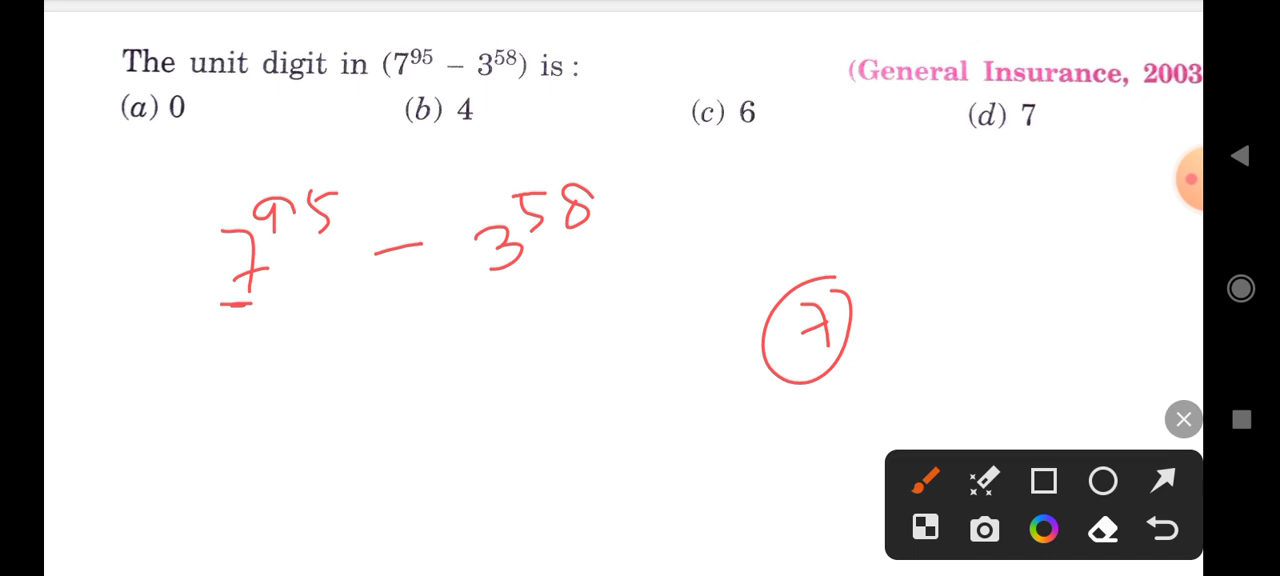 The unit digit in (7⁹⁵ – 3⁵⁸) is :
(General Insurance, 2003
(a) 0 (b) 4 (c) 6 (d) 7
7⁹⁵ – 3⁵⁸
7